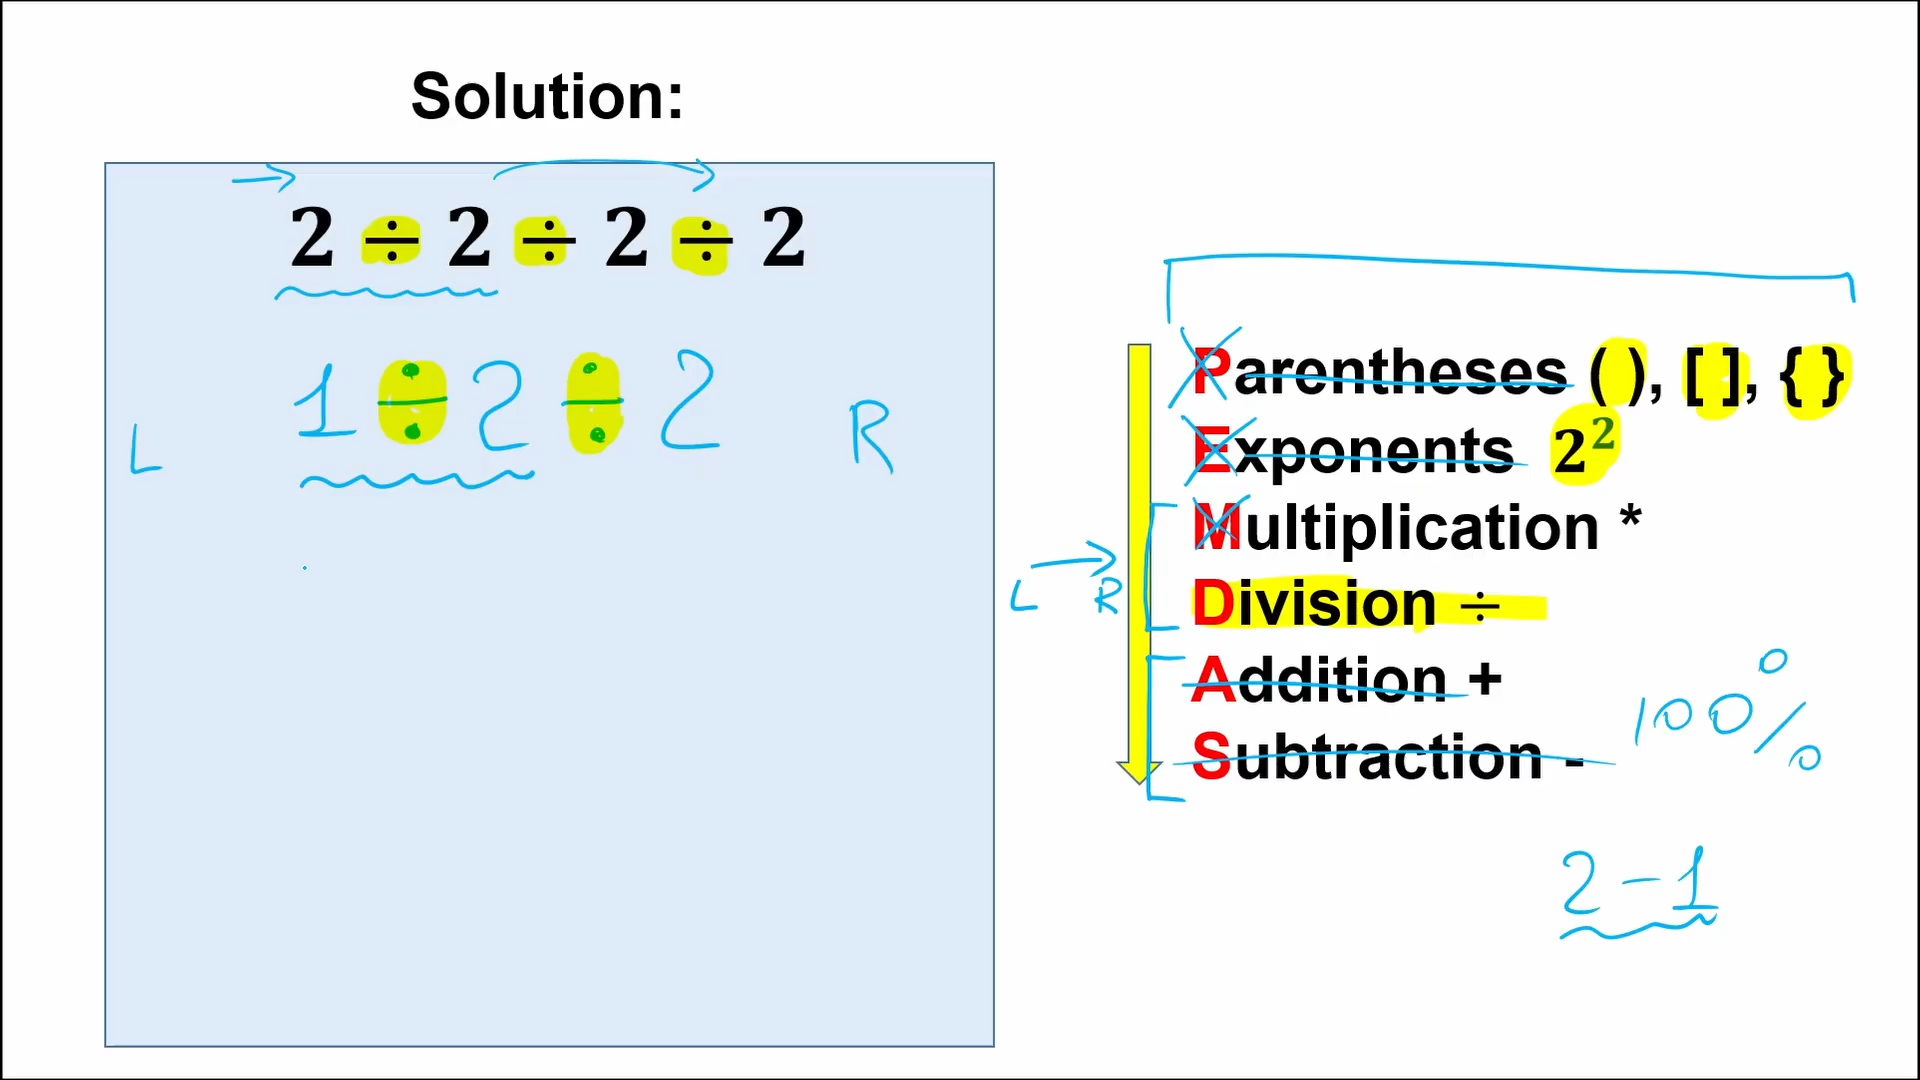 Solution:
2 ÷ 2 ÷ 2 ÷ 2
1 ÷ 2 ÷ 2
L
R
Parentheses ( ), [ ], { }
Exponents 2²
Multiplication *
L → R
Division ÷
Addition +
Subtraction -
100%
2 - 1